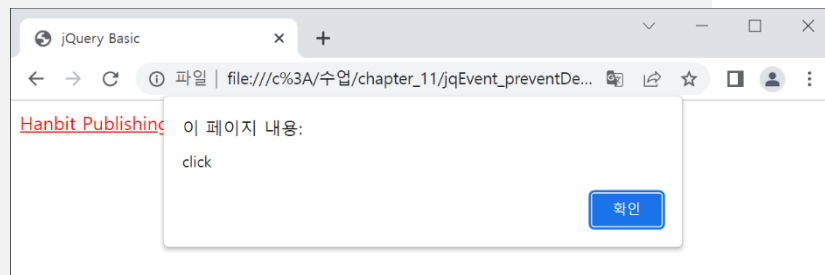 jQuery Basic
파일 | file:///c%3A/수업/chapter_11/jqEvent_preventDe...
Hanbit Publishing
이 페이지 내용:
click
확인